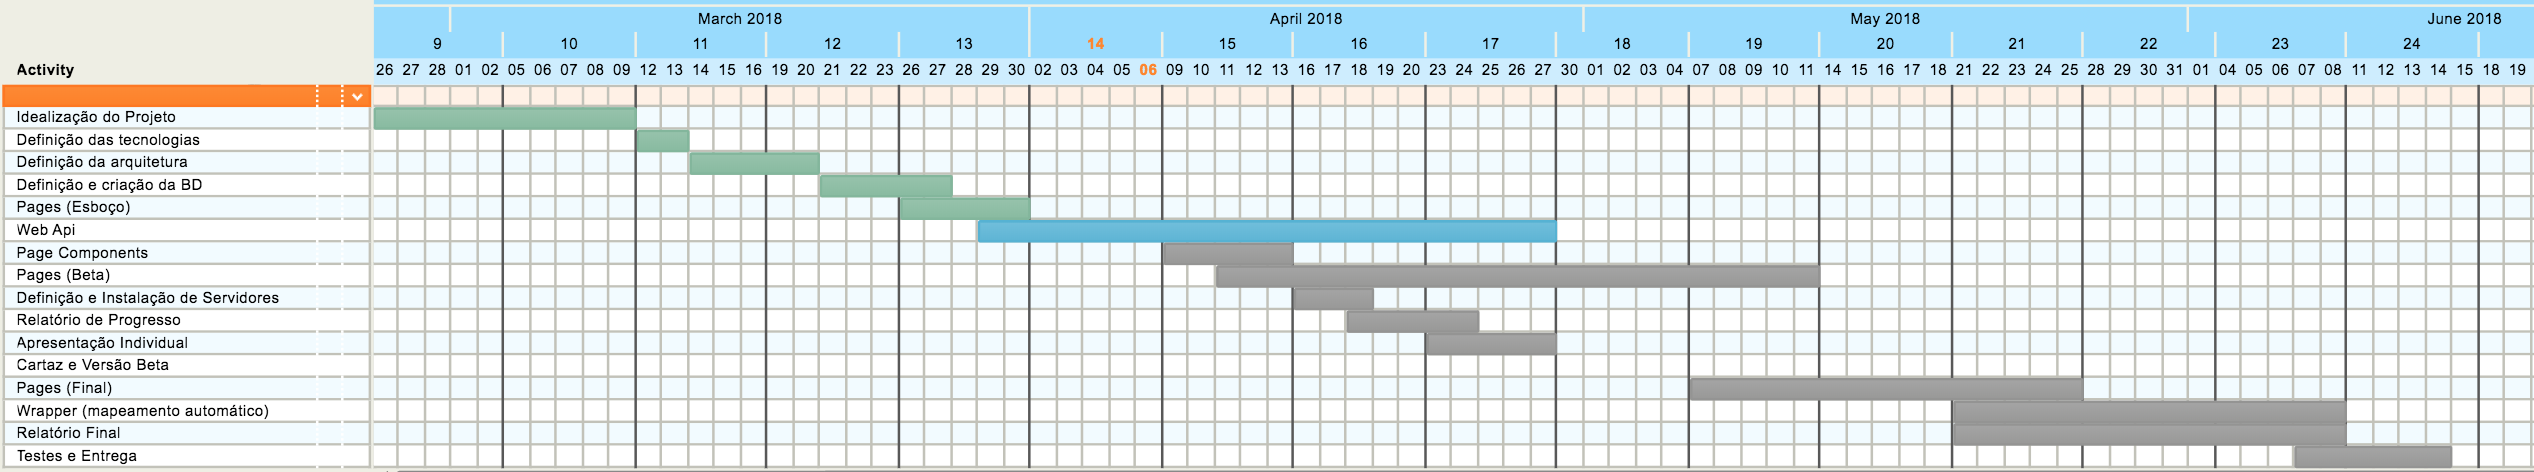 March 2018 April 2018 May 2018 June 2018
9 10 11 12 13 14 15 16 17 18 19 20 21 22 23 24
Activity 26 27 28 01 02 05 06 07 08 09 12 13 14 15 16 19 20 21 22 23 26 27 28 29 30 02 03 04 05 06 09 10 11 12 13 16 17 18 19 20 23 24 25 26 27 30 01 02 03 04 07 08 09 10 11 14 15 16 17 18 21 22 23 24 25 28 29 30 31 01 04 05 06 07 08 11 12 13 14 15 18 19
Idealização do Projeto
Definição das tecnologias
Definição da arquitetura
Definição e criação da BD
Pages (Esboço)
Web Api
Page Components
Pages (Beta)
Definição e Instalação de Servidores
Relatório de Progresso
Apresentação Individual
Cartaz e Versão Beta
Pages (Final)
Wrapper (mapeamento automático)
Relatório Final
Testes e Entrega